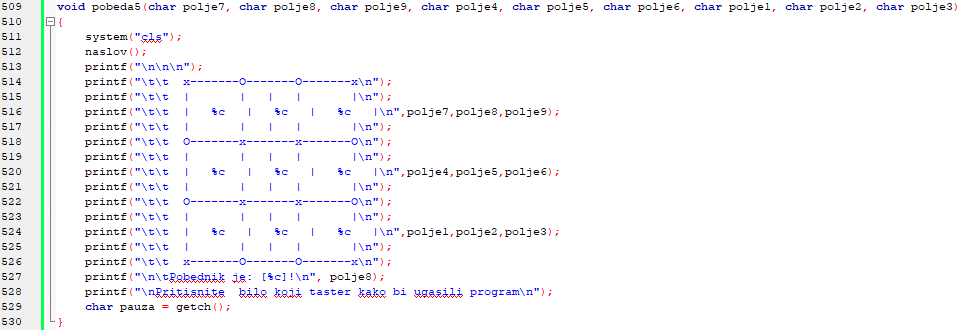 509 void pobeda5(char polje7, char polje8, char polje9, char polje4, char polje5, char polje6, char polje1, char polje2, char polje3)
510 {
511     system("cls");
512     naslov();
513     printf("\n\n\n");
514     printf("\t\t  x-------O-------O-------x\n");
515     printf("\t\t  |       |   |   |       |\n");
516     printf("\t\t  |   %c   |   %c   |   %c   |\n",polje7,polje8,polje9);
517     printf("\t\t  |       |   |   |       |\n");
518     printf("\t\t  O-------x-------x-------O\n");
519     printf("\t\t  |       |   |   |       |\n");
520     printf("\t\t  |   %c   |   %c   |   %c   |\n",polje4,polje5,polje6);
521     printf("\t\t  |       |   |   |       |\n");
522     printf("\t\t  O-------x-------x-------O\n");
523     printf("\t\t  |       |   |   |       |\n");
524     printf("\t\t  |   %c   |   %c   |   %c   |\n",polje1,polje2,polje3);
525     printf("\t\t  |       |   |   |       |\n");
526     printf("\t\t  x-------O-------O-------x\n");
527     printf("\n\tPobednik je: [%c]!\n", polje8);
528     printf("\nPritisnite  bilo koji taster kako bi ugasili program\n");
529     char pauza = getch();
530 }